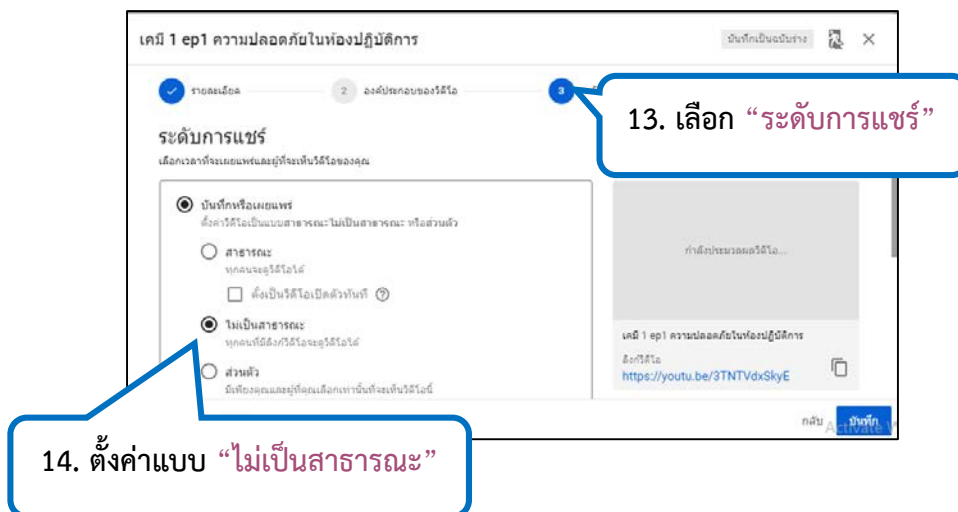 เคมี 1 ep1 ความปลอดภัยในห้องปฏิบัติการ
บันทึกเป็นฉบับร่าง
รายละเอียด
2 องค์ประกอบของวิดีโอ
3
13. เลือก “ระดับการแชร์”
ระดับการแชร์
เลือกเวลาที่จะเผยแพร่และผู้ที่จะเห็นวิดีโอของคุณ
บันทึกหรือเผยแพร่
ตั้งค่าวิดีโอเป็นแบบสาธารณะ ไม่เป็นสาธารณะ หรือส่วนตัว
สาธารณะ
ทุกคนจะดูวิดีโอได้
ตั้งเป็นวิดีโอเปิดตัวทันที
ไม่เป็นสาธารณะ
ทุกคนที่มีลิงก์วิดีโอจะดูวิดีโอได้
ส่วนตัว
มีเพียงคุณและผู้ที่คุณเลือกเท่านั้นที่จะเห็นวิดีโอนี้
กำลังประมวลผลวิดีโอ...
เคมี 1 ep1 ความปลอดภัยในห้องปฏิบัติการ
ลิงก์วิดีโอ
https://youtu.be/3TNTVdxSkyE
กลับ
บันทึก
14. ตั้งค่าแบบ “ไม่เป็นสาธารณะ”